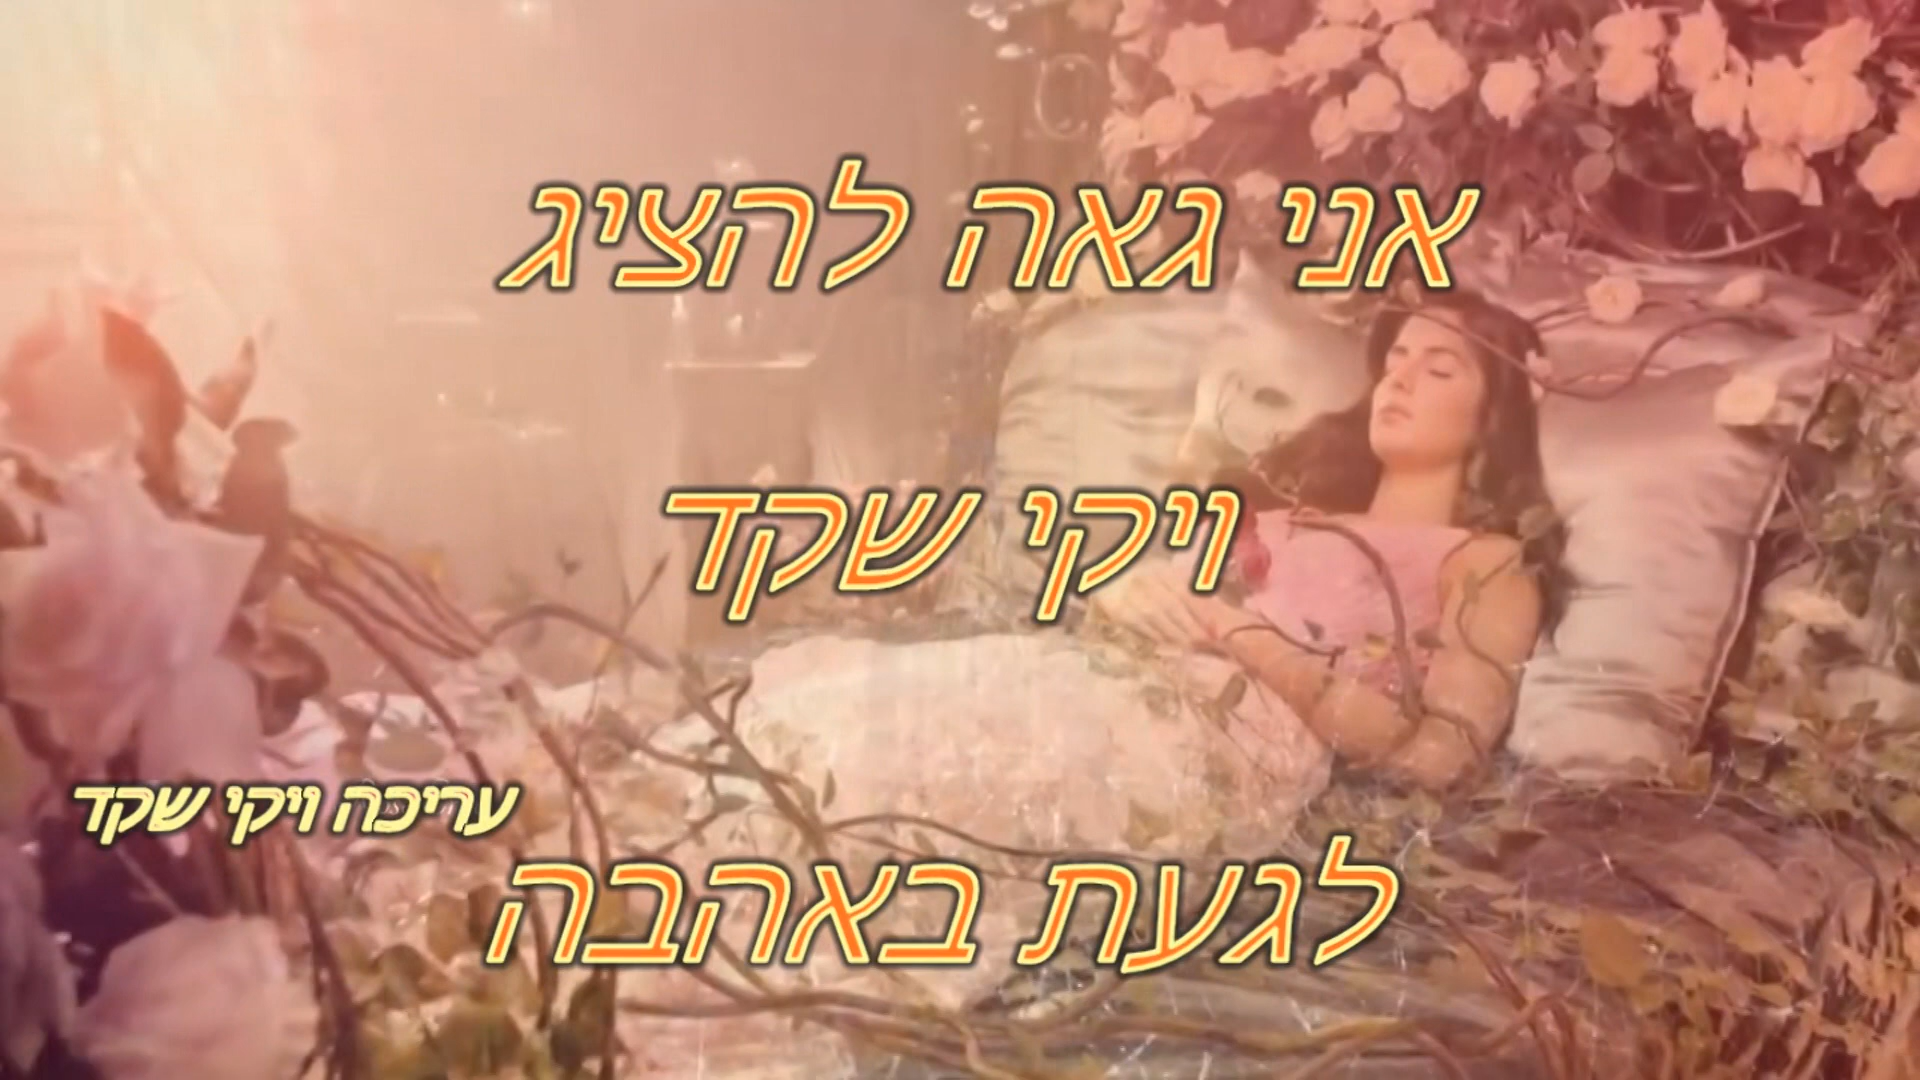 אני גאה להציג
ויקי שקד
עריכה ויקי שקד
לגעת באהבה